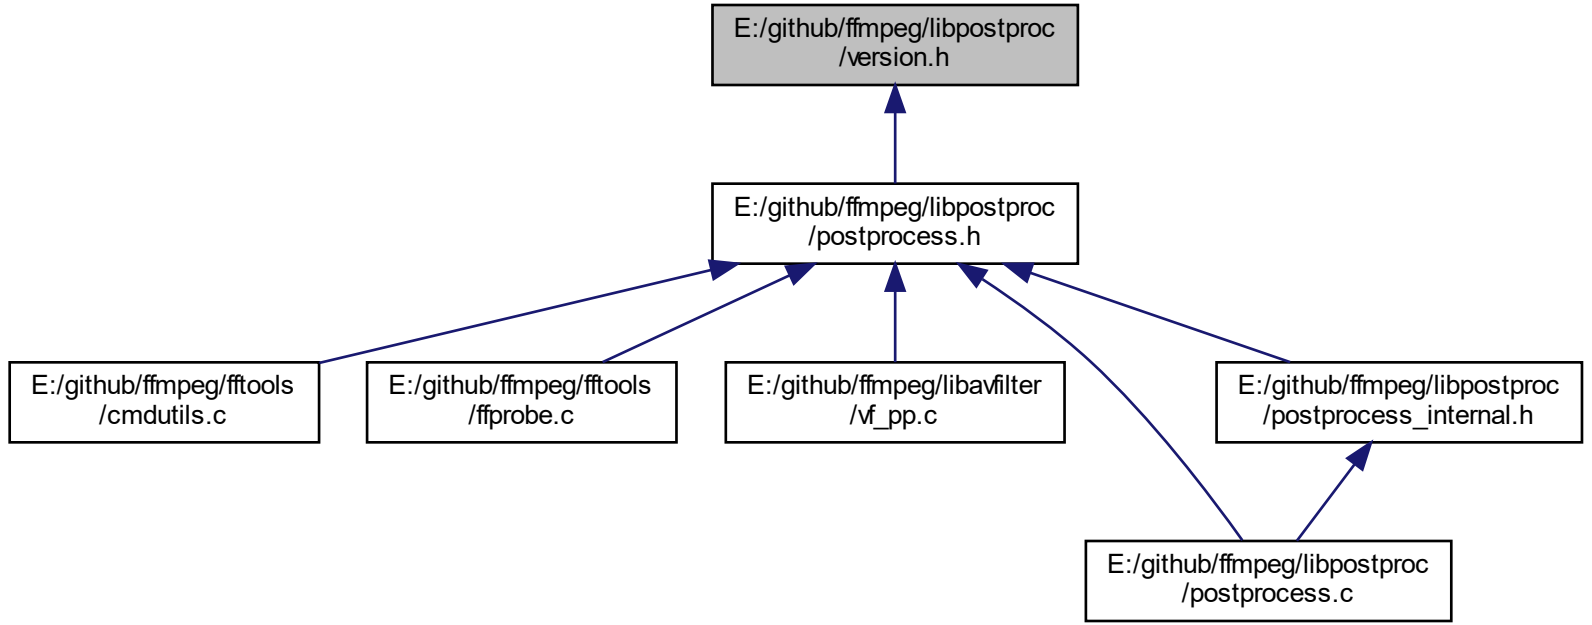 E:/github/ffmpeg/libpostproc
/version.h
E:/github/ffmpeg/libpostproc
/postprocess.h
E:/github/ffmpeg/fftools
/cmdutils.c
E:/github/ffmpeg/fftools
/ffprobe.c
E:/github/ffmpeg/libavfilter
/vf_pp.c
E:/github/ffmpeg/libpostproc
/postprocess_internal.h
E:/github/ffmpeg/libpostproc
/postprocess.c